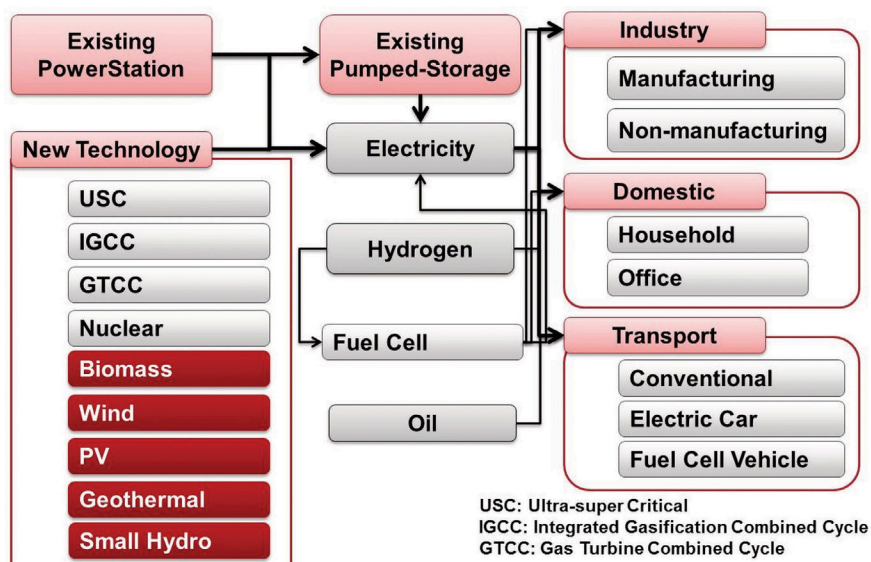 Existing
PowerStation
Existing
Pumped-Storage
Electricity
New Technology
USC
IGCC
GTCC
Nuclear
Biomass
Wind
PV
Geothermal
Small Hydro
Hydrogen
Fuel Cell
Oil
Industry
Manufacturing
Non-manufacturing
Domestic
Household
Office
Transport
Conventional
Electric Car
Fuel Cell Vehicle
USC: Ultra-super Critical
IGCC: Integrated Gasification Combined Cycle
GTCC: Gas Turbine Combined Cycle